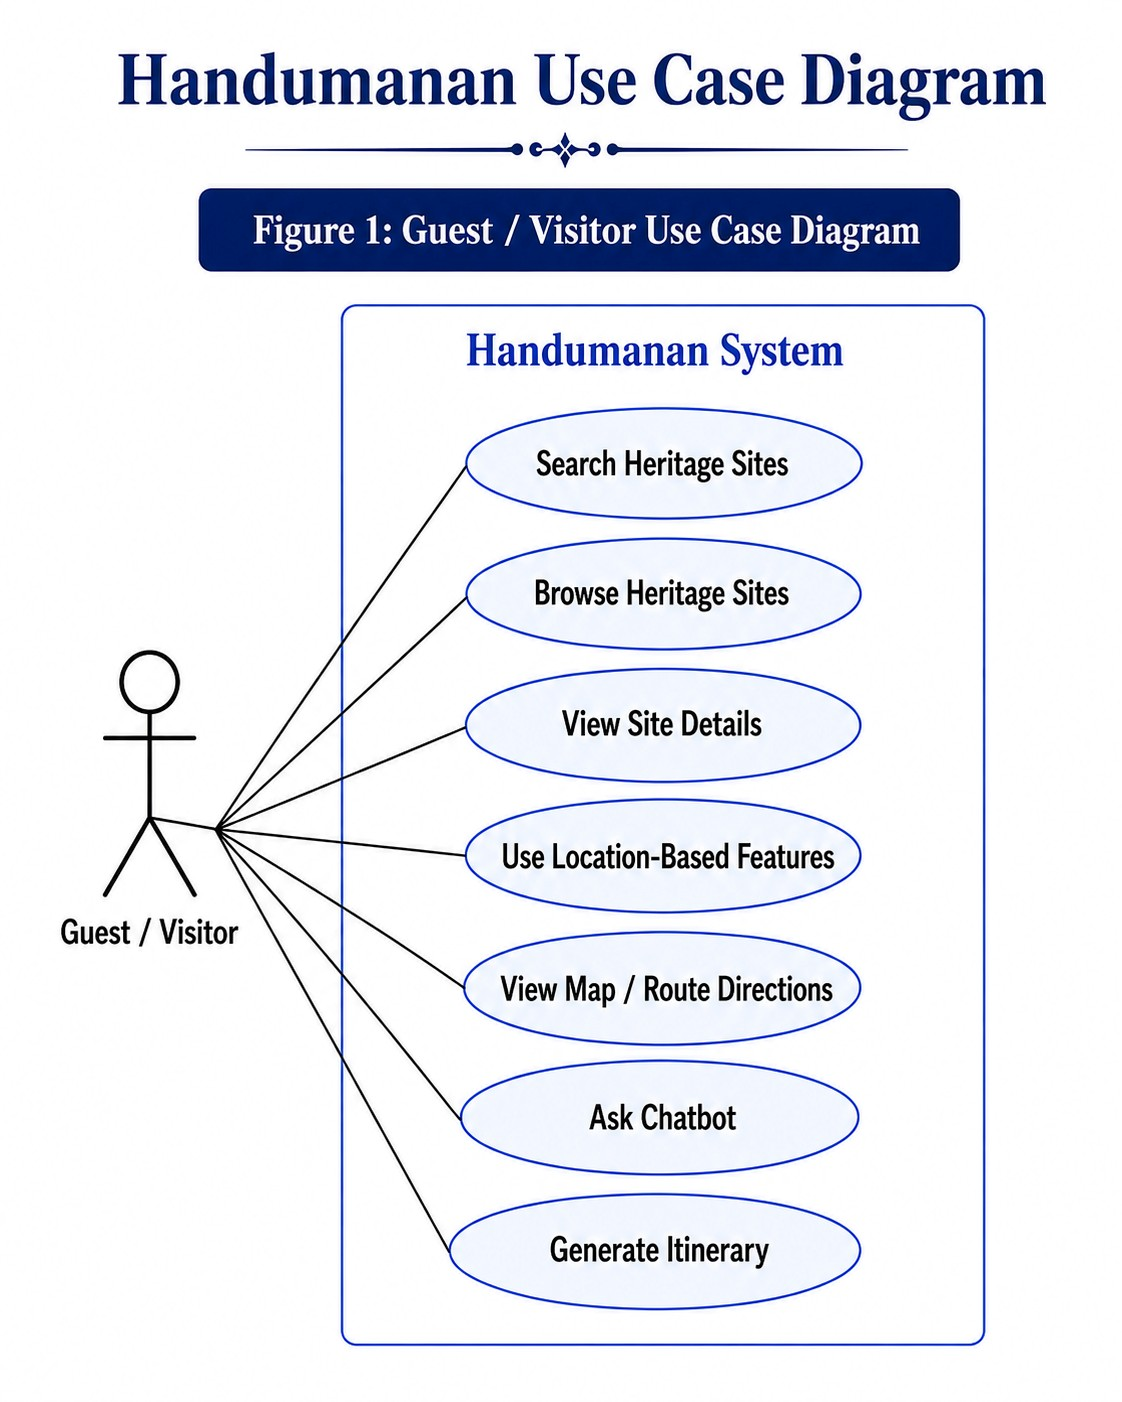 Handumanan Use Case Diagram
Figure 1: Guest / Visitor Use Case Diagram
Handumanan System
Search Heritage Sites
Browse Heritage Sites
View Site Details
Use Location-Based Features
Guest / Visitor
View Map / Route Directions
Ask Chatbot
Generate Itinerary